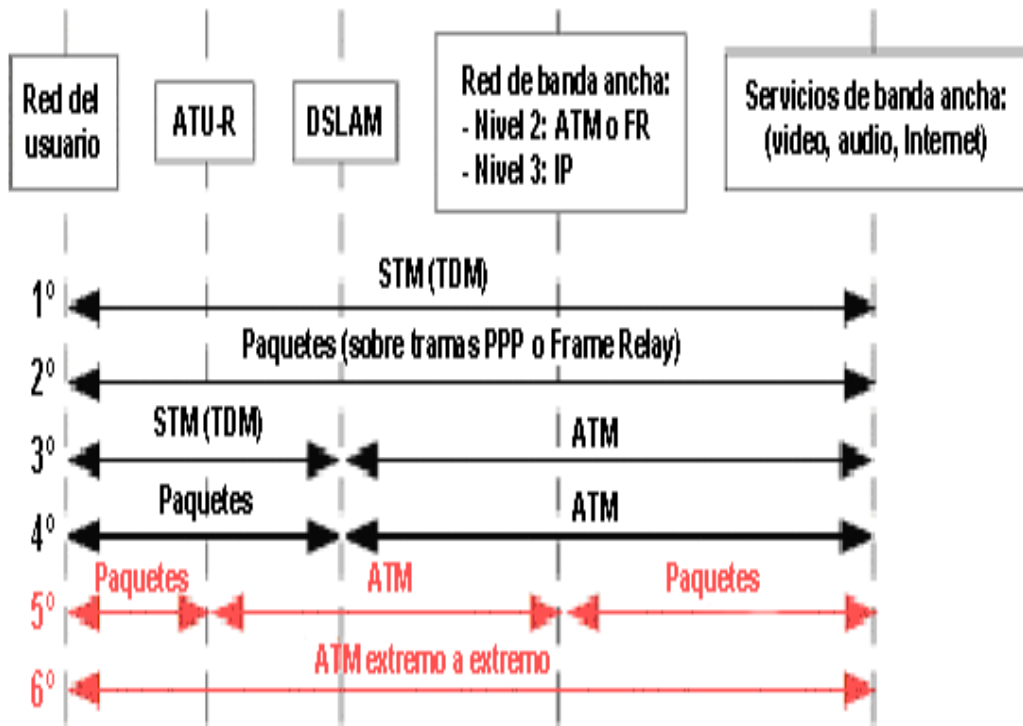 Red del
usuario
ATU-R
DSLAM
Red de banda ancha:
- Nivel 2: ATM o FR
- Nivel 3: IP
Servicios de banda ancha:
(video, audio, Internet)
1º
STM (TDM)
2º
Paquetes (sobre tramas PPP o Frame Relay)
3º
STM (TDM)
ATM
4º
Paquetes
ATM
5º
Paquetes
ATM
Paquetes
6º
ATM extremo a extremo